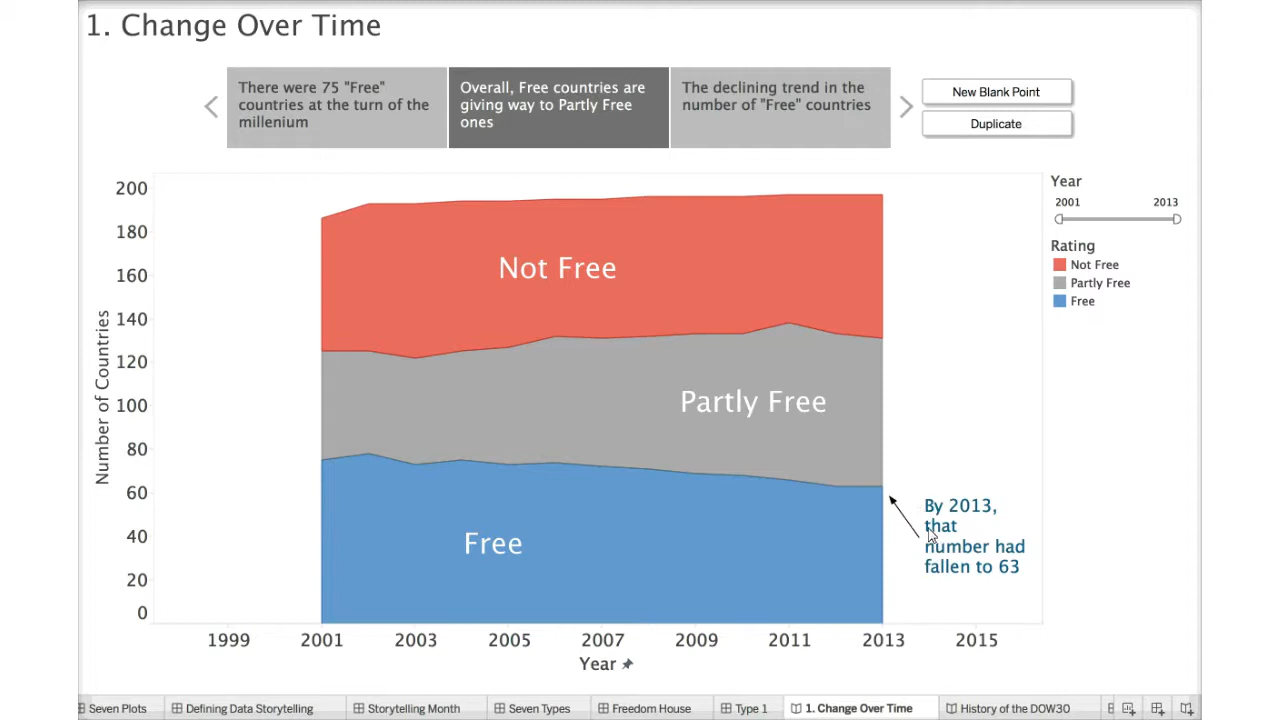 1. Change Over Time
There were 75 "Free"
countries at the turn of the
millenium
Overall, Free countries are
giving way to Partly Free
ones
The declining trend in the
number of "Free" countries
New Blank Point
Duplicate
Year
2001 2013
Rating
Not Free
Partly Free
Free
Number of Countries
200
180
160
140
120
100
80
60
40
20
0
Not Free
Partly Free
Free
By 2013,
that
number had
fallen to 63
1999 2001 2003 2005 2007 2009 2011 2013 2015
Year
Seven Plots Defining Data Storytelling Storytelling Month Seven Types Freedom House Type 1 1. Change Over Time History of the DOW30